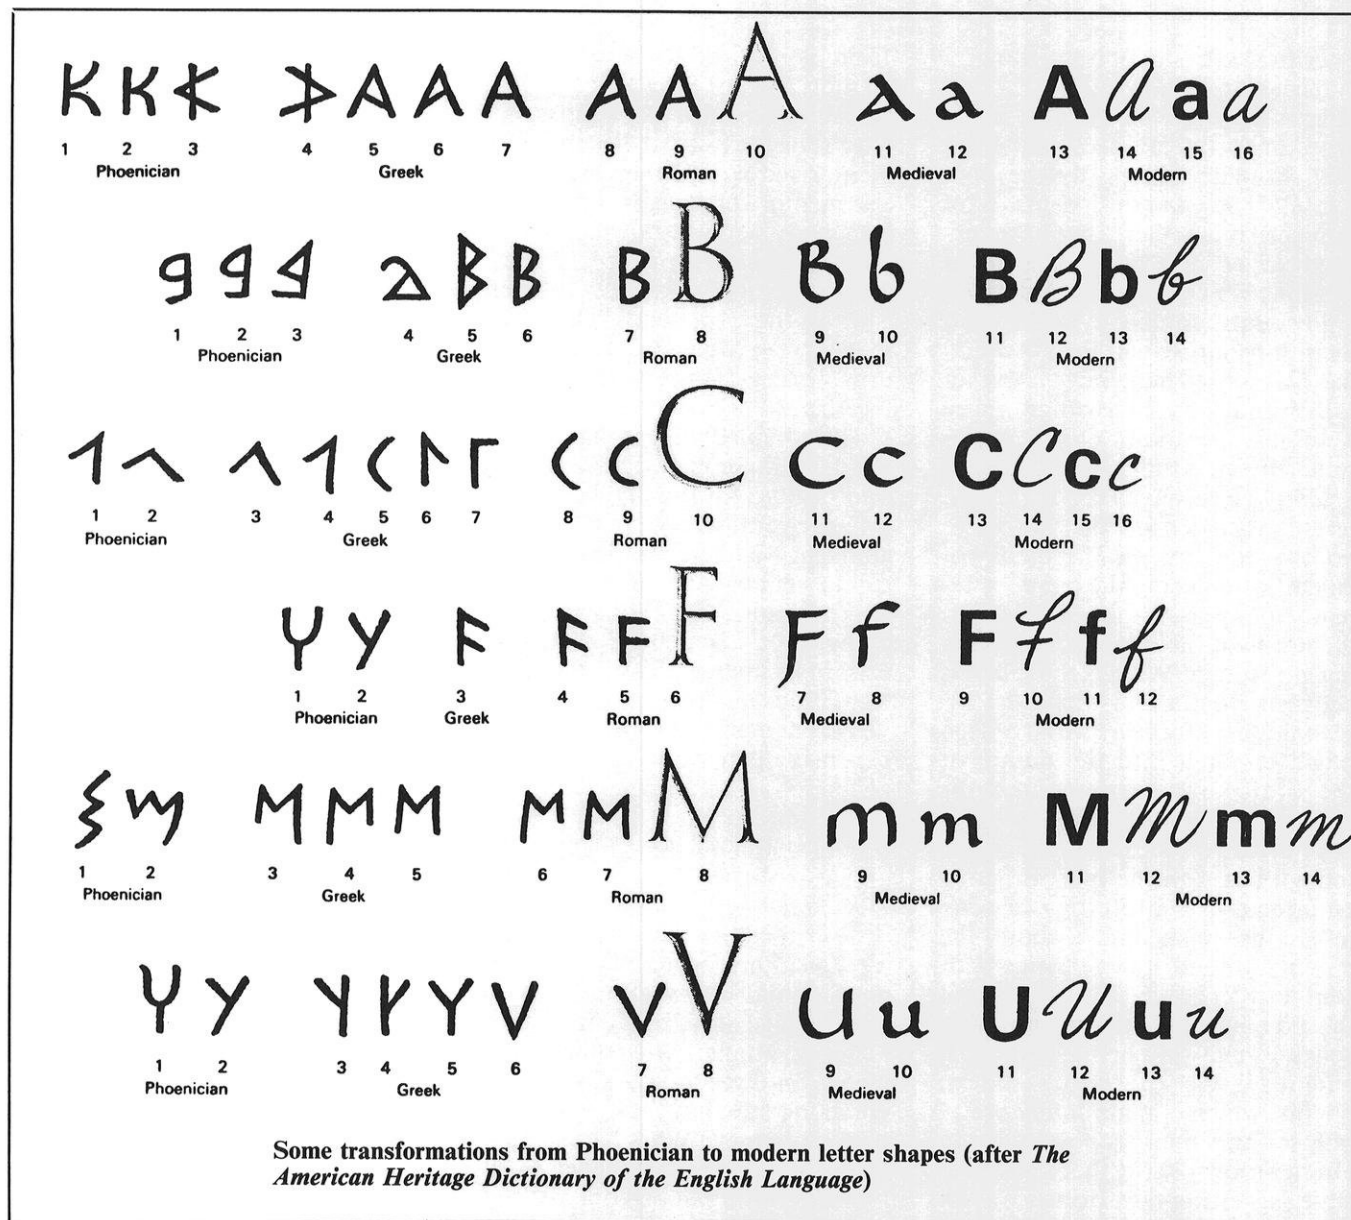 K K A A A A A A A a a A A a a
1 2 3 4 5 6 7 8 9 10 11 12 13 14 15 16
Phoenician Greek Roman Medieval Modern
B B B B B b B B b b
1 2 3 4 5 6 7 8 9 10 11 12 13 14
Phoenician Greek Roman Medieval Modern
C C C C c C C c c
1 2 3 4 5 6 7 8 9 10 11 12 13 14 15 16
Phoenician Greek Roman Medieval Modern
F F F F F f F F f f
1 2 3 4 5 6 7 8 9 10 11 12
Phoenician Greek Roman Medieval Modern
M M M M M M m m M M m m
1 2 3 4 5 6 7 8 9 10 11 12 13 14
Phoenician Greek Roman Medieval Modern
Y Y Y V V V U u U U u u
1 2 3 4 5 6 7 8 9 10 11 12 13 14
Phoenician Greek Roman Medieval Modern
Some transformations from Phoenician to modern letter shapes (after The
American Heritage Dictionary of the English Language)